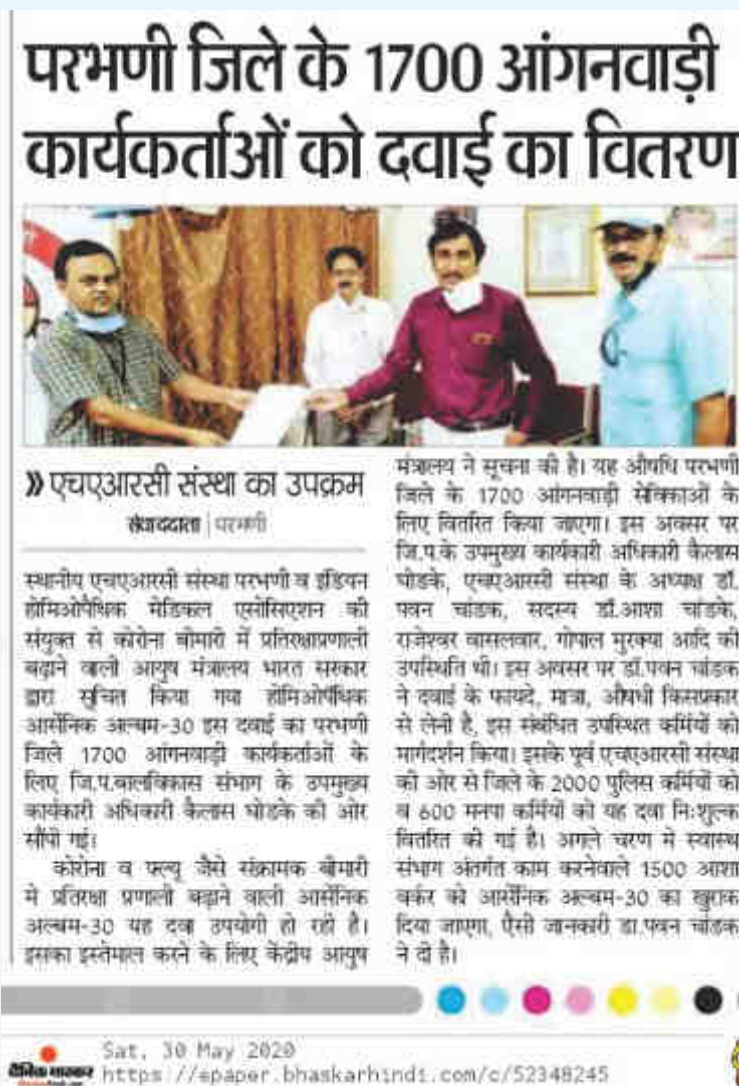 परभणी जिले के 1700 आंगनवाड़ी
कार्यकर्ताओं को दवाई का वितरण
» एचएआरसी संस्था का उपक्रम
संवाददाता | परभणी
स्थानीय एचएआरसी संस्था परभणी व इंडियन
होमिओपैथिक मेडिकल एसोसिएशन की
संयुक्त से कोरोना बीमारी में प्रतिरक्षाप्रणाली
बढ़ाने वाली आयुष मंत्रालय भारत सरकार
द्वारा सुचित किया गया होमिओपैथिक
आर्सेनिक अल्बम-30 इस दवाई का परभणी
जिले 1700 आंगनवाड़ी कार्यकर्ताओं के
लिए जि.प.बालविकास संभाग के उपमुख्य
कार्यकारी अधिकारी कैलास घोडके की ओर
सौंपी गई।
कोरोना व फ्ल्यू जैसे संक्रामक बीमारी
में प्रतिरक्षा प्रणाली बढ़ाने वाली आर्सेनिक
अल्बम-30 यह दवा उपयोगी हो रही है।
इसका इस्तेमाल करने के लिए केंद्रीय आयुष
मंत्रालय ने सूचना की है। यह औषधि परभणी
जिले के 1700 आंगनवाड़ी सेविकाओं के
लिए वितरित किया जाएगा। इस अवसर पर
जि.प.के उपमुख्य कार्यकारी अधिकारी कैलास
घोडके, एचएआरसी संस्था के अध्यक्ष डॉ.
पवन चांडक, सदस्य डॉ.आशा चांडके,
राजेश्वर वासलवार, गोपाल मुरक्या आदि की
उपस्थिति थी। इस अवसर पर डॉ.पवन चांडक
ने दवाई के फायदे, मात्रा, औषधी किसप्रकार
से लेनी है, इस संबंधित उपस्थित कर्मियों को
मार्गदर्शन किया। इसके पूर्व एचएआरसी संस्था
की ओर से जिले के 2000 पुलिस कर्मियों को
व 600 मनपा कर्मियों को यह दवा निःशुल्क
वितरित की गई है। अगले चरण में स्वास्थ
संभाग अंतर्गत काम करनेवाले 1500 आशा
वर्कर को आर्सेनिक अल्बम-30 का खुराक
दिया जाएगा, ऐसी जानकारी डा.पवन चांडक
ने दी है।
दैनिक भास्कर
Sat, 30 May 2020
https://epaper.bhaskarhindi.com/c/52348245